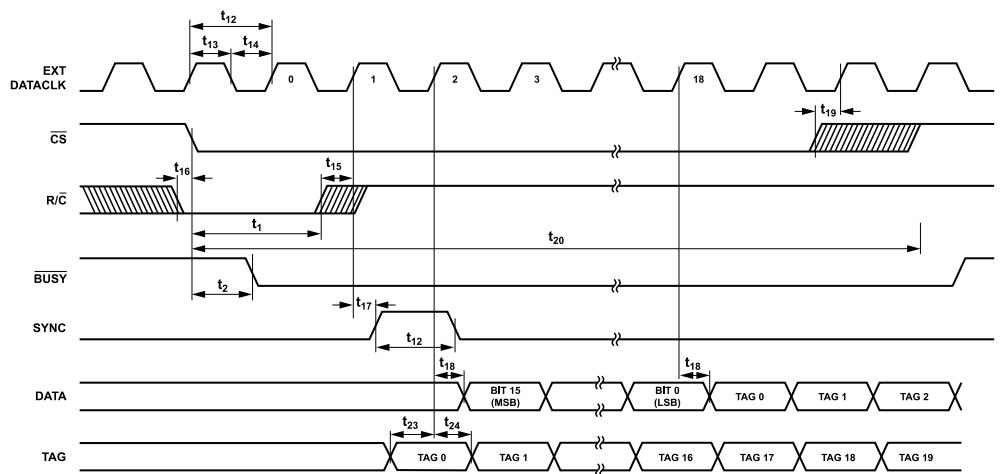 t12
t13 t14
EXT
DATACLK
0 1 2 3 18
t19
CS
t16 t15
R/C
t1
t20
BUSY
t2
t17
SYNC
t12
t18 t18
DATA
BIT 15
(MSB)
BIT 0
(LSB)
TAG 0 TAG 1 TAG 2
t23 t24
TAG
TAG 0 TAG 1 TAG 16 TAG 17 TAG 18 TAG 19